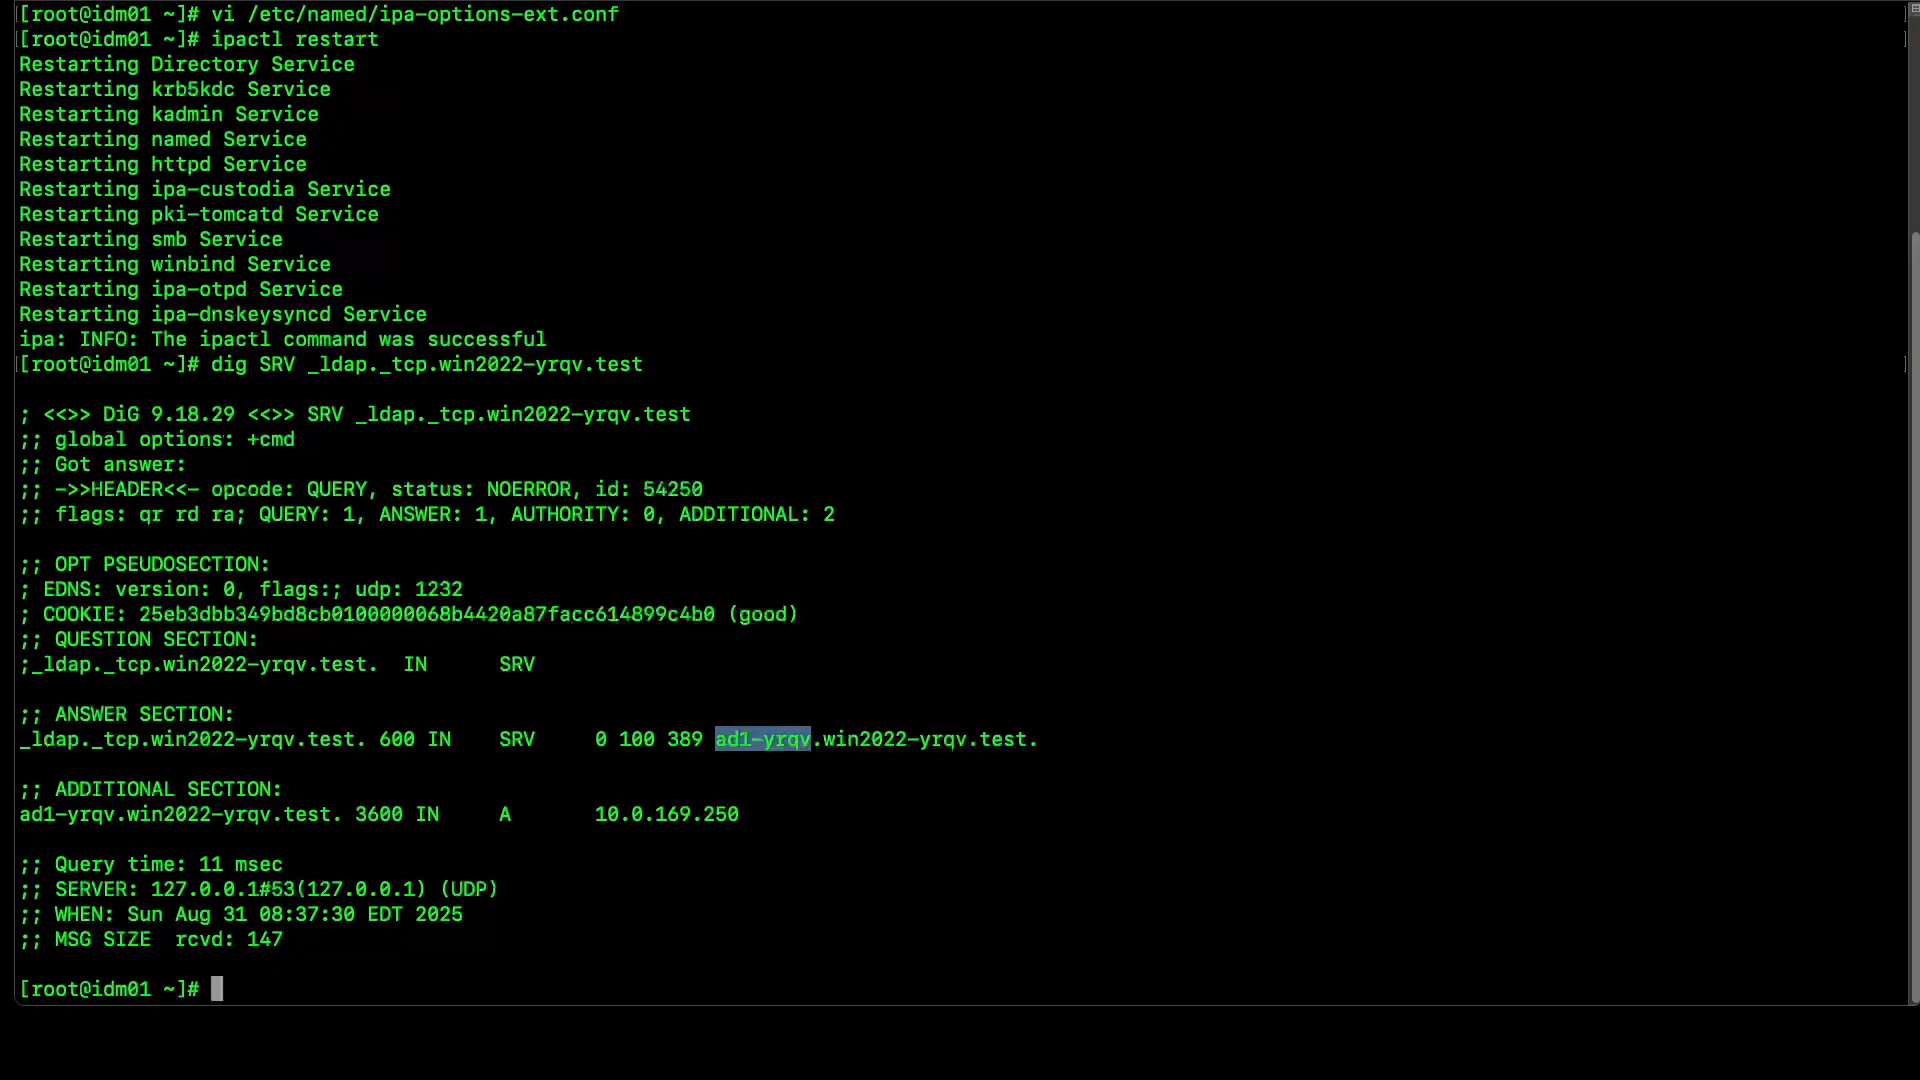 [root@idm01 ~]# vi /etc/named/ipa-options-ext.conf
[root@idm01 ~]# ipactl restart
Restarting Directory Service
Restarting krb5kdc Service
Restarting kadmin Service
Restarting named Service
Restarting httpd Service
Restarting ipa-custodia Service
Restarting pki-tomcatd Service
Restarting smb Service
Restarting winbind Service
Restarting ipa-otpd Service
Restarting ipa-dnskeysyncd Service
ipa: INFO: The ipactl command was successful
[root@idm01 ~]# dig SRV _ldap._tcp.win2022-yrqv.test
; <<>> DiG 9.18.29 <<>> SRV _ldap._tcp.win2022-yrqv.test
;; global options: +cmd
;; Got answer:
;; ->>HEADER<<- opcode: QUERY, status: NOERROR, id: 54250
;; flags: qr rd ra; QUERY: 1, ANSWER: 1, AUTHORITY: 0, ADDITIONAL: 2
;; OPT PSEUDOSECTION:
; EDNS: version: 0, flags:; udp: 1232
; COOKIE: 25eb3dbb349bd8cb0100000068b4420a87facc614899c4b0 (good)
;; QUESTION SECTION:
;_ldap._tcp.win2022-yrqv.test. IN SRV
;; ANSWER SECTION:
_ldap._tcp.win2022-yrqv.test. 600 IN SRV 0 100 389 ad1-yrqv.win2022-yrqv.test.
;; ADDITIONAL SECTION:
ad1-yrqv.win2022-yrqv.test. 3600 IN A 10.0.169.250
;; Query time: 11 msec
;; SERVER: 127.0.0.1#53(127.0.0.1) (UDP)
;; WHEN: Sun Aug 31 08:37:30 EDT 2025
;; MSG SIZE rcvd: 147
[root@idm01 ~]#